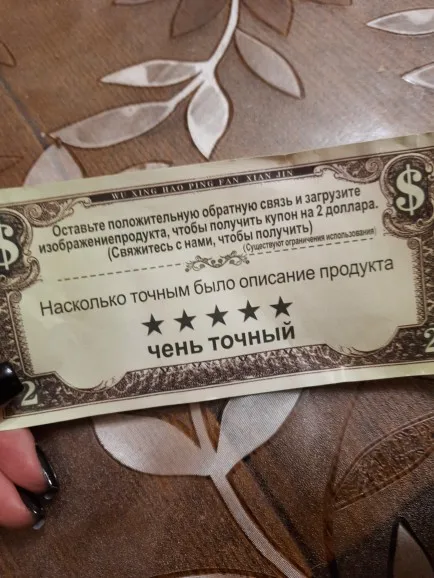 WU XING HAO PING FAN XIAN JIN
Оставьте положительную обратную связь и загрузите
изображениепродукта, чтобы получить купон на 2 доллара.
(Свяжитесь с нами, чтобы получить)
(Существуют ограничения использования)
Насколько точным было описание продукта
★★★★★
чень точный
$
$
2